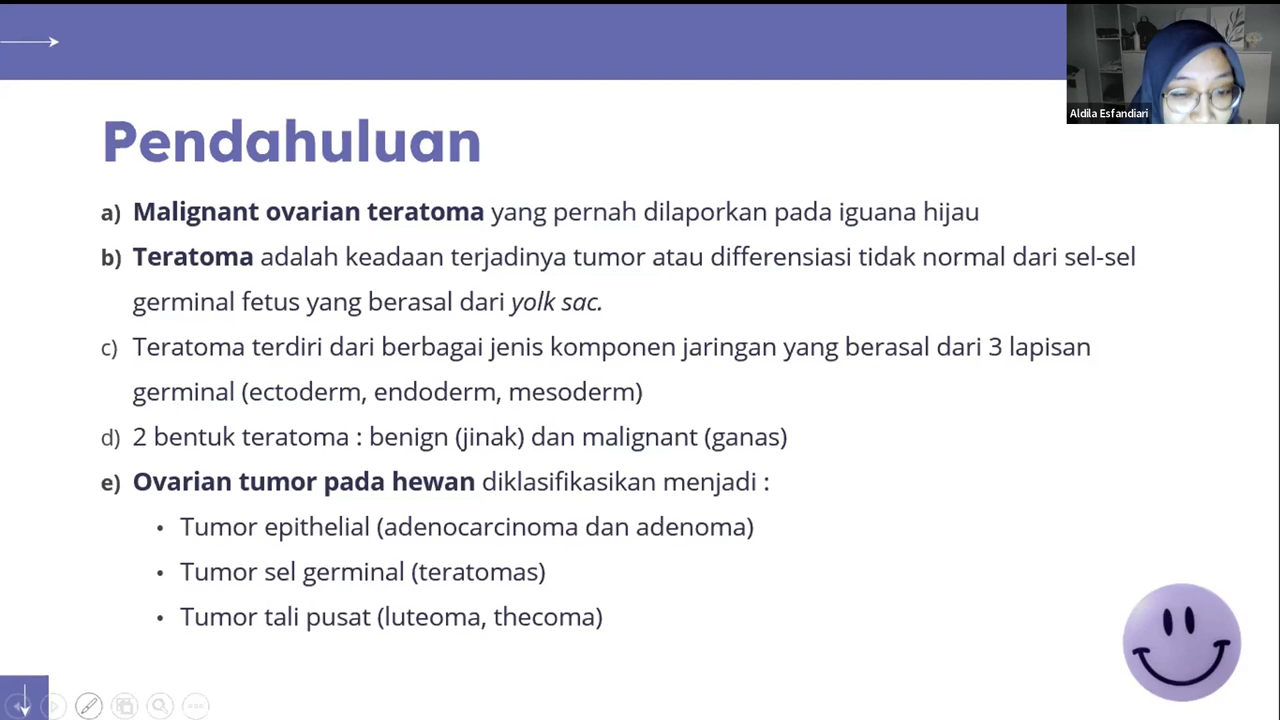 Aldila Esfandiari
Pendahuluan
a) Malignant ovarian teratoma yang pernah dilaporkan pada iguana hijau
b) Teratoma adalah keadaan terjadinya tumor atau differensiasi tidak normal dari sel-sel
germinal fetus yang berasal dari yolk sac.
c) Teratoma terdiri dari berbagai jenis komponen jaringan yang berasal dari 3 lapisan
germinal (ectoderm, endoderm, mesoderm)
d) 2 bentuk teratoma : benign (jinak) dan malignant (ganas)
e) Ovarian tumor pada hewan diklasifikasikan menjadi :
• Tumor epithelial (adenocarcinoma dan adenoma)
• Tumor sel germinal (teratomas)
• Tumor tali pusat (luteoma, thecoma)